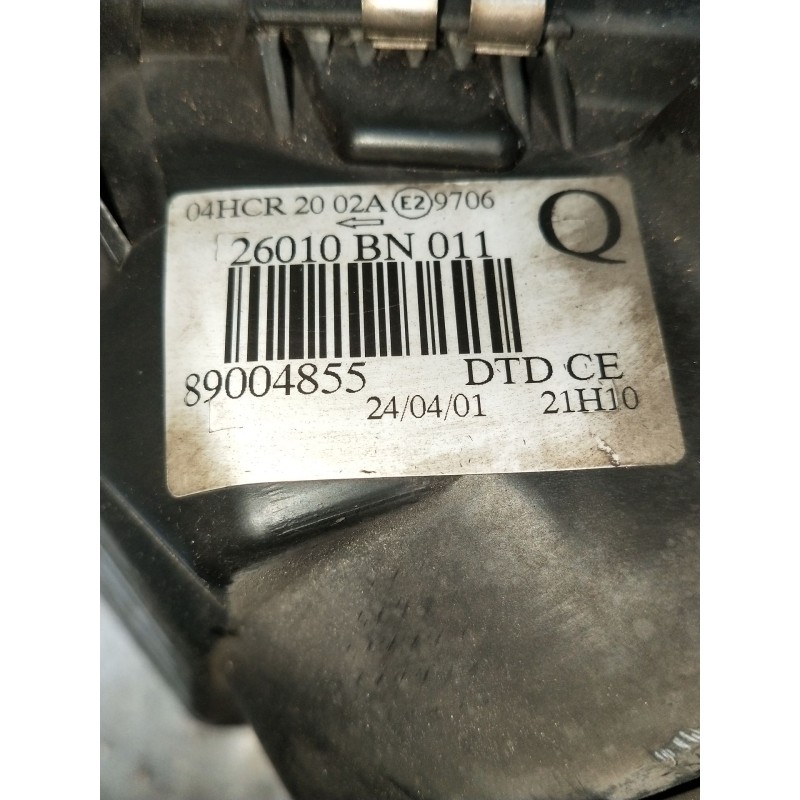 04HCR 20 02A E2 9706
Q
26010 BN 011
89004855 DTD CE
24/04/01 21H10